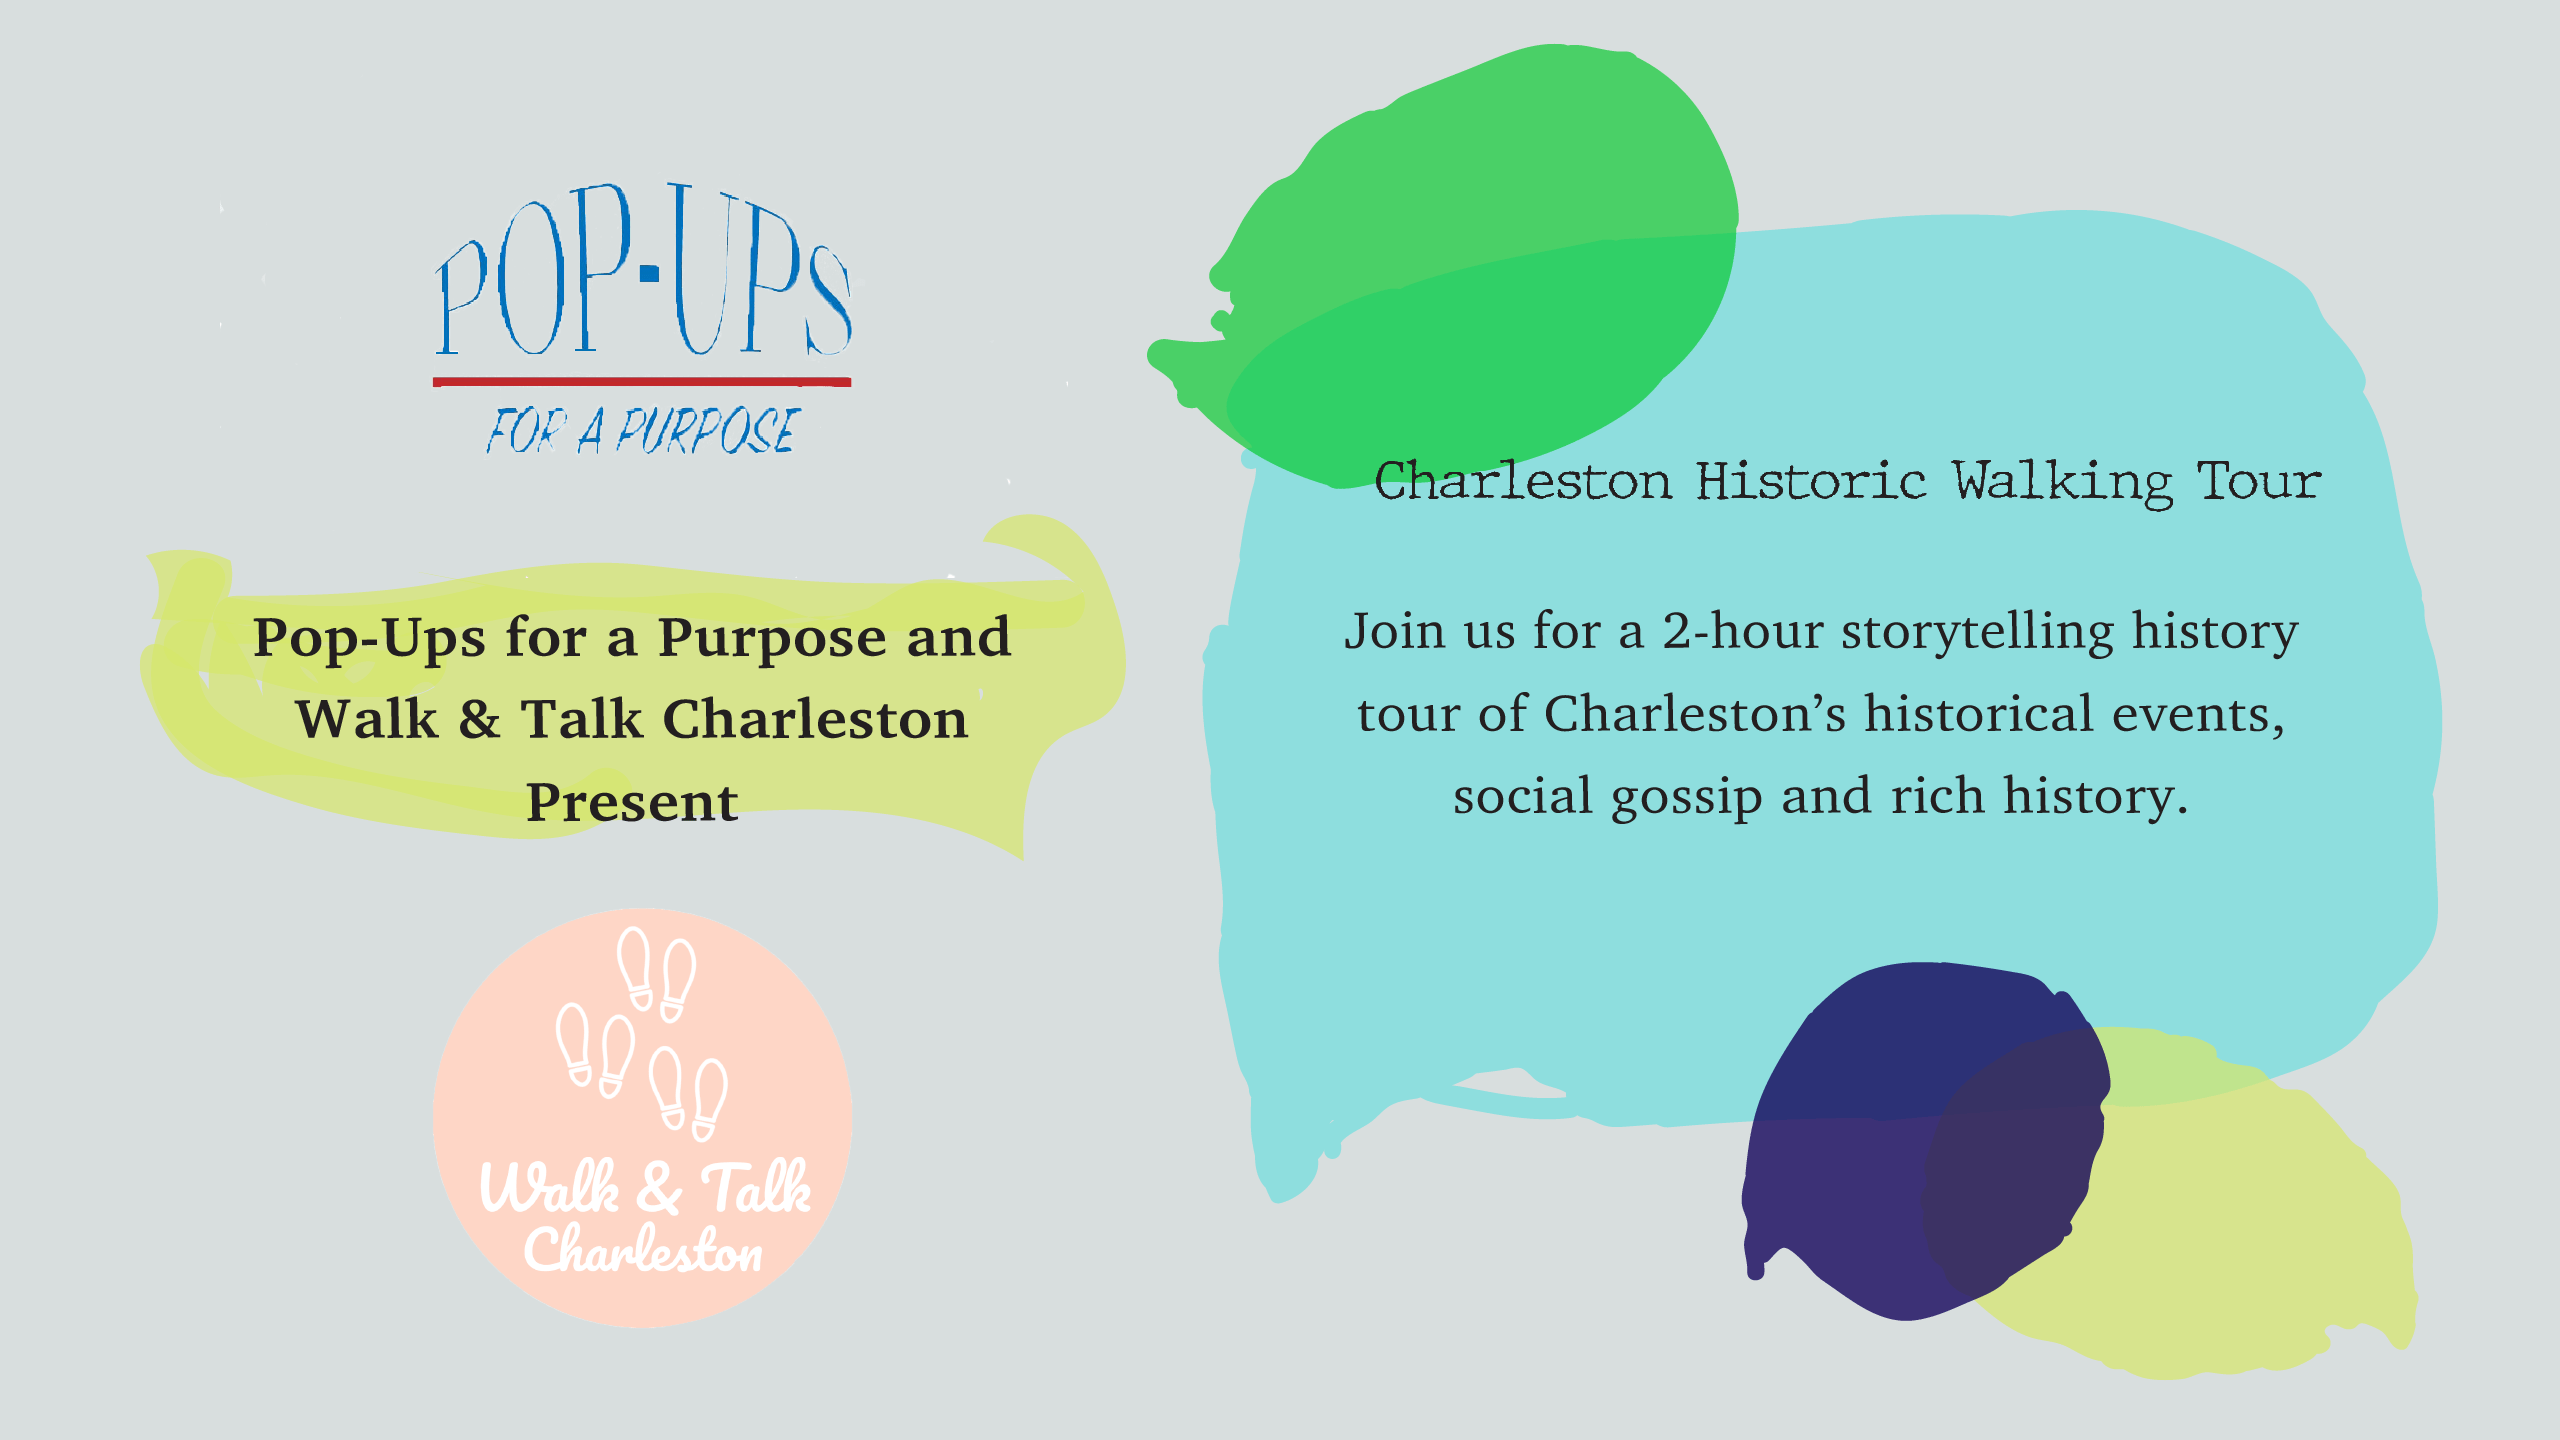 POP-UPS
FOR A PURPOSE
Pop-Ups for a Purpose and
Walk & Talk Charleston
Present
Walk & Talk
Charleston
Charleston Historic Walking Tour
Join us for a 2-hour storytelling history
tour of Charleston’s historical events,
social gossip and rich history.